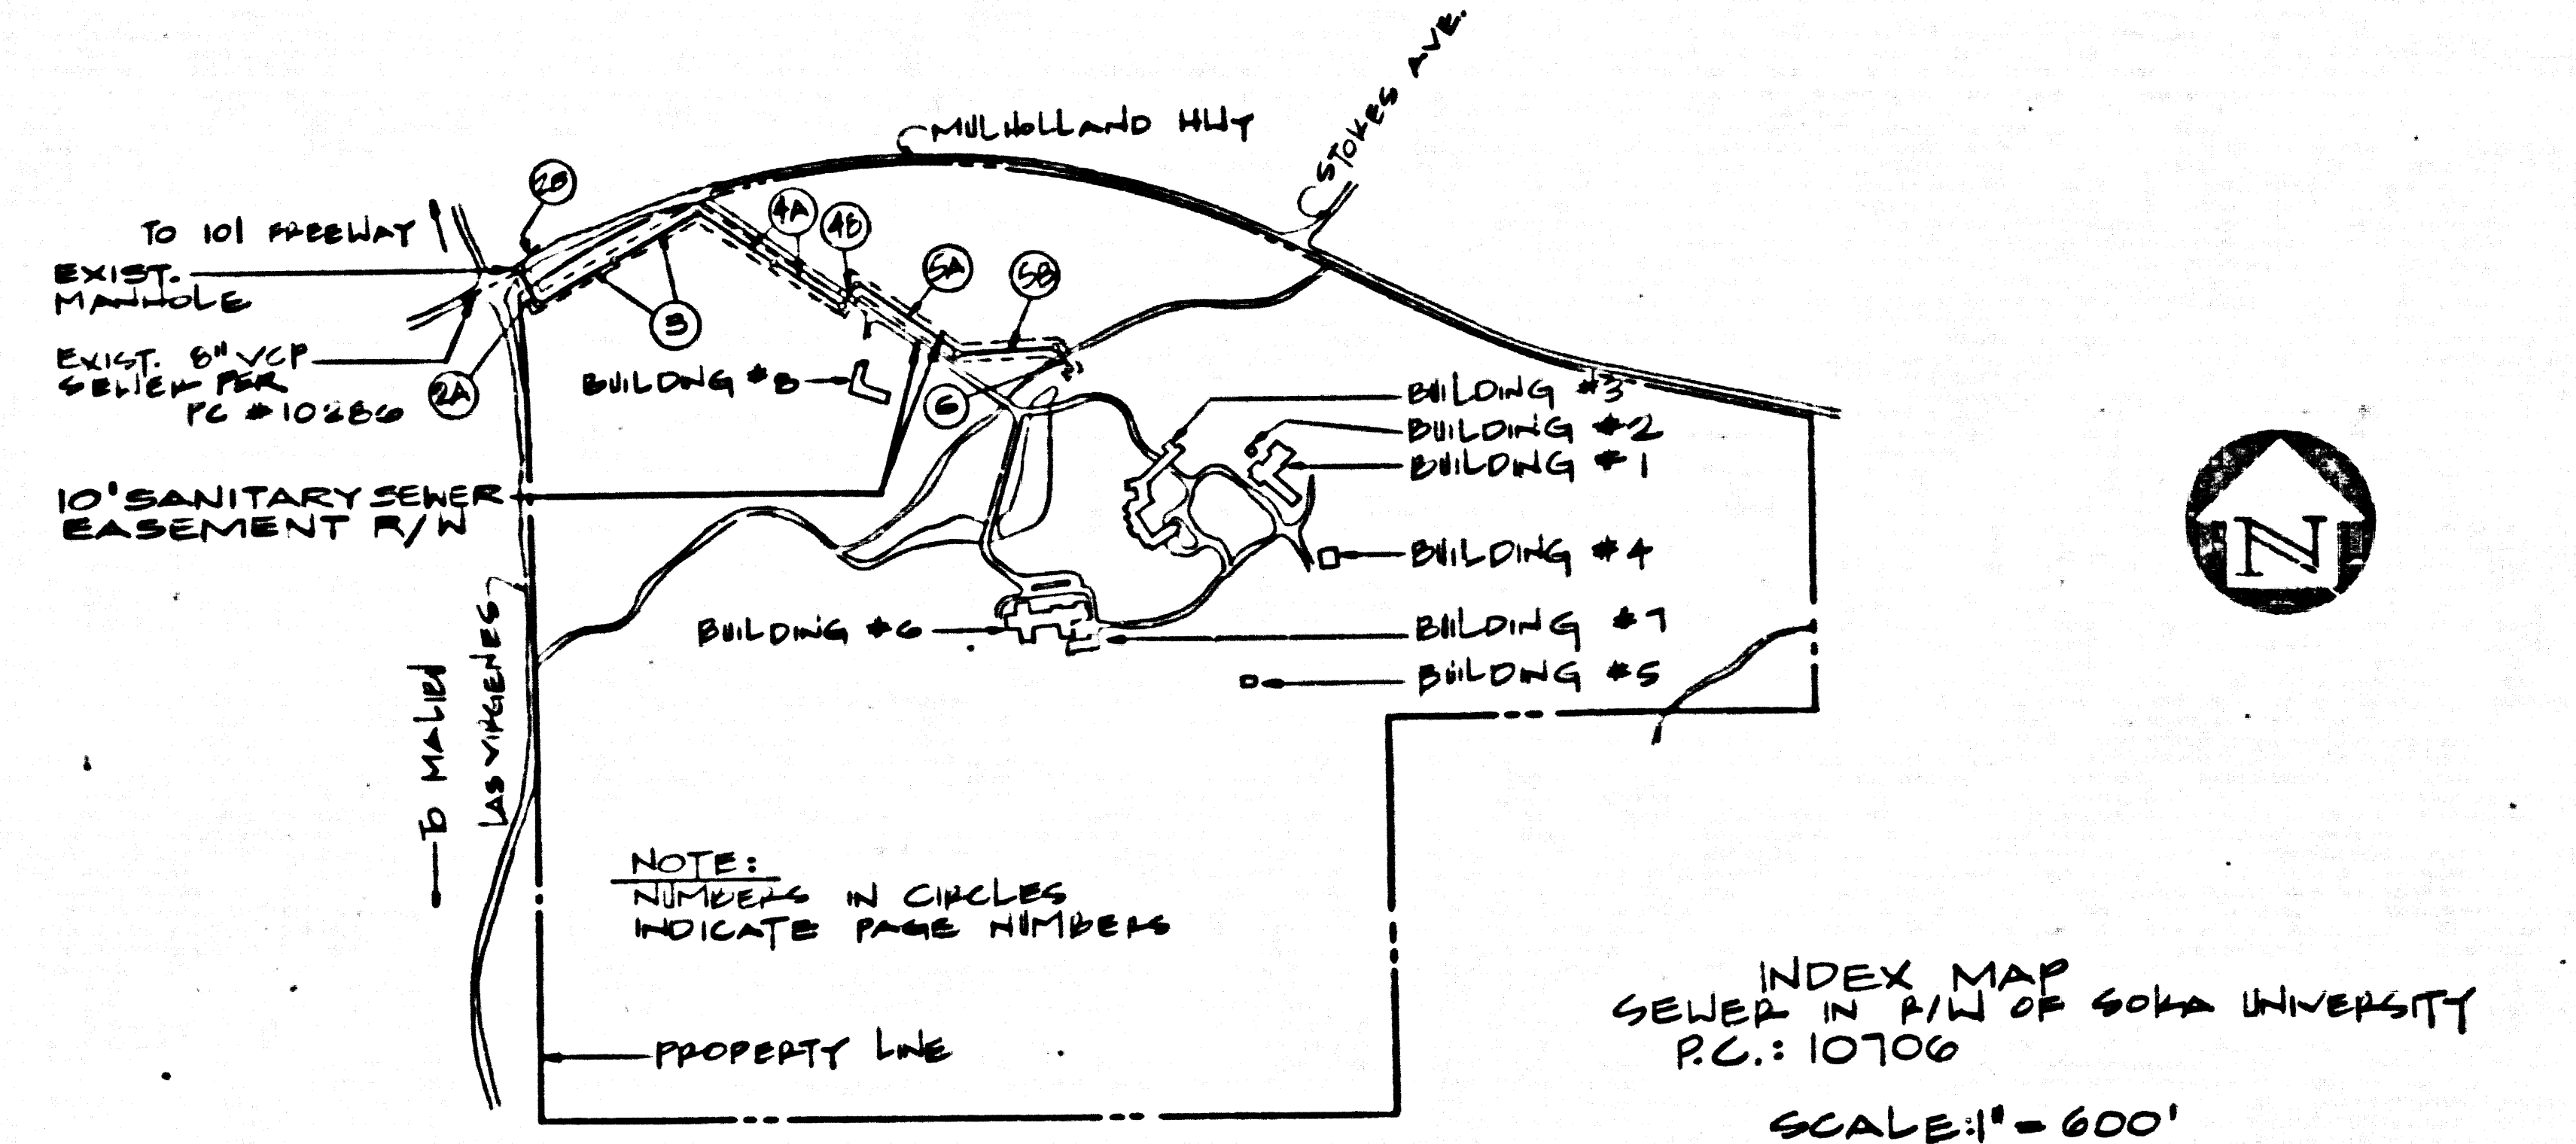 MULHOLLAND HWY
STOKES AVE.
2B
4A
4B
5A
5B
TO 101 FREEWAY
EXIST.
MANHOLE
3
EXIST. 8" VCP
SEWER PER
PC #
2A
BUILDING #8
6
BUILDING #3
BUILDING #2
BUILDING #1
10' SANITARY SEWER
EASEMENT R/W
BUILDING #4
BUILDING #6
BUILDING #7
BUILDING #5
TO MALIBU
LAS VIRGENES
N
NOTE:
NUMBERS IN CIRCLES
INDICATE PAGE NUMBERS
PROPERTY LINE
INDEX MAP
SEWER IN R/W OF SOKA UNIVERSITY
P.C.: 10706
SCALE: 1" = 600'